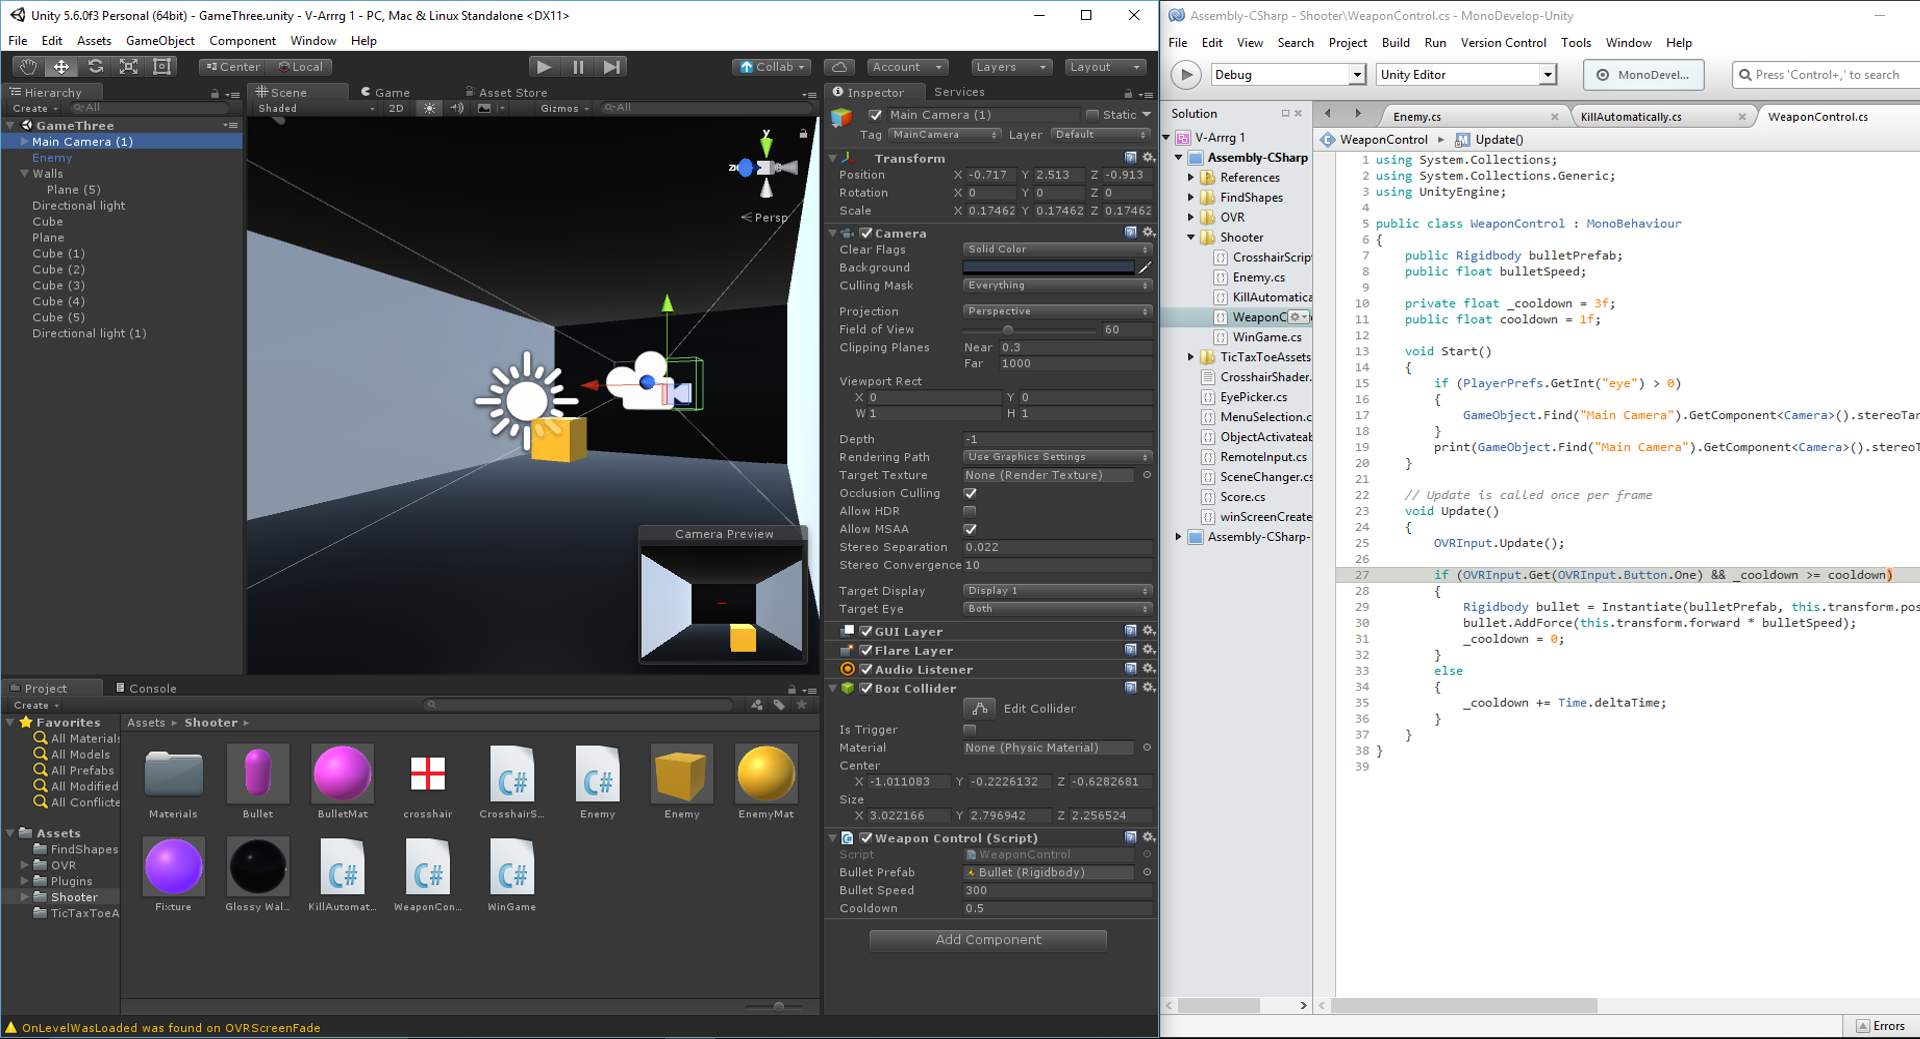 Unity 5.6.0f3 Personal (64bit) - GameThree.unity - V-Arrrg 1 - PC, Mac & Linux Standalone <DX11>
File Edit Assets GameObject Component Window Help
Center Local
Collab Account Layers Layout
Hierarchy
Create All
GameThree
Main Camera (1)
Enemy
Walls
Plane (5)
Directional light
Cube
Plane
Cube (1)
Cube (2)
Cube (3)
Cube (4)
Cube (5)
Directional light (1)
Scene Game Asset Store
Shaded 2D Gizmos All
y
Persp
Camera Preview
Inspector Services
Main Camera (1) Static
Tag MainCamera Layer Default
Transform
Position X -0.717 Y 2.513 Z -0.913
Rotation X 0 Y 0 Z 0
Scale X 0.17462 Y 0.17462 Z 0.17462
Camera
Clear Flags Solid Color
Background
Culling Mask Everything
Projection Perspective
Field of View 60
Clipping Planes Near 0.3
Far 1000
Viewport Rect
X 0 Y 0
W 1 H 1
Depth -1
Rendering Path Use Graphics Settings
Target Texture None (Render Texture)
Occlusion Culling
Allow HDR
Allow MSAA
Stereo Separation 0.022
Stereo Convergence 10
Target Display Display 1
Target Eye Both
GUI Layer
Flare Layer
Audio Listener
Box Collider
Edit Collider
Is Trigger
Material None (Physic Material)
Center
X -1.011083 Y -0.2226132 Z -0.6282681
Size
X 3.022166 Y 2.796942 Z 2.256524
Weapon Control (Script)
Script WeaponControl
Bullet Prefab Bullet (Rigidbody)
Bullet Speed 300
Cooldown 0.5
Add Component
Project Console
Create
Favorites
All Materials
All Models
All Prefabs
All Modified
All Conflicte
Assets
FindShapes
OVR
Plugins
Shooter
TicTaxToeA
Assets Shooter
Materials Bullet BulletMat crosshair CrosshairS... Enemy Enemy EnemyMat
Fixture Glossy Wal... KillAutomat... WeaponCon... WinGame
OnLevelWasLoaded was found on OVRScreenFade
Assembly-CSharp - Shooter\WeaponControl.cs - MonoDevelop-Unity
File Edit View Search Project Build Run Version Control Tools Window Help
Debug Unity Editor MonoDevel... Press 'Control+,' to search
Solution
V-Arrrg 1
Assembly-CSharp
References
FindShapes
OVR
Shooter
CrosshairScrip
Enemy.cs
KillAutomatica
WeaponC
WinGame.cs
TicTaxToeAssets
CrosshairShader.
EyePicker.cs
MenuSelection.c
ObjectActivateab
RemoteInput.cs
SceneChanger.cs
Score.cs
winScreenCreate
Assembly-CSharp-
Enemy.cs KillAutomatically.cs WeaponControl.cs
WeaponControl Update()
1 using System.Collections;
2 using System.Collections.Generic;
3 using UnityEngine;
4
5 public class WeaponControl : MonoBehaviour
6 {
7 public Rigidbody bulletPrefab;
8 public float bulletSpeed;
9
10 private float _cooldown = 3f;
11 public float cooldown = 1f;
12
13 void Start()
14 {
15 if (PlayerPrefs.GetInt("eye") > 0)
16 {
17 GameObject.Find("Main Camera").GetComponent<Camera>().stereoTar
18 }
19 print(GameObject.Find("Main Camera").GetComponent<Camera>().stereoT
20 }
21
22 // Update is called once per frame
23 void Update()
24 {
25 OVRInput.Update();
26
27 if (OVRInput.Get(OVRInput.Button.One) && _cooldown >= cooldown)
28 {
29 Rigidbody bullet = Instantiate(bulletPrefab, this.transform.pos
30 bullet.AddForce(this.transform.forward * bulletSpeed);
31 _cooldown = 0;
32 }
33 else
34 {
35 _cooldown += Time.deltaTime;
36 }
37 }
38 }
39
Errors